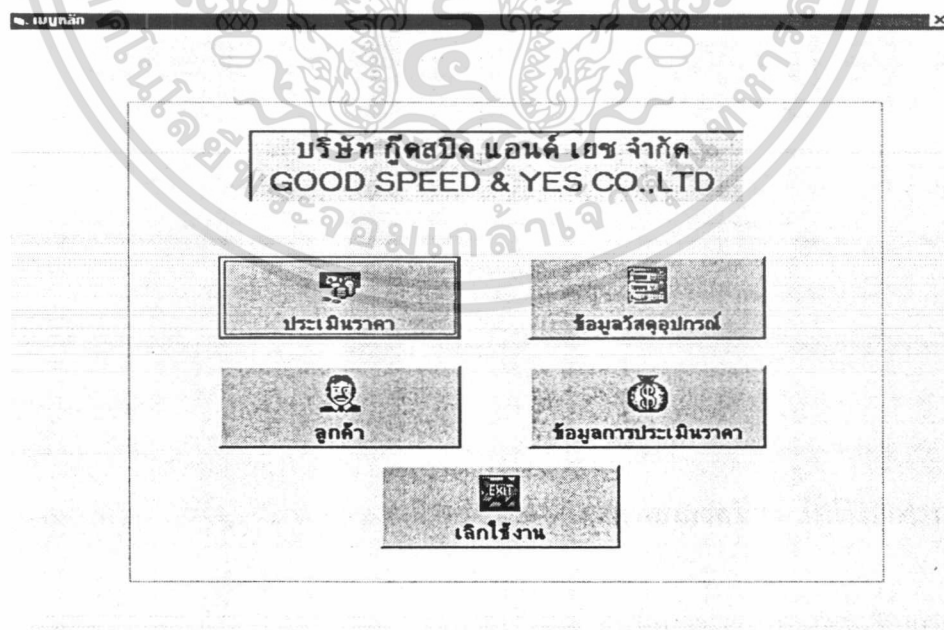 เมนูหลัก
บริษัท กู๊ดสปีด แอนด์ เยช จำกัด
GOOD SPEED & YES CO.,LTD
ประเมินราคา
ข้อมูลวัสดุอุปกรณ์
ลูกค้า
ข้อมูลการประเมินราคา
EXIT
เลิกใช้งาน